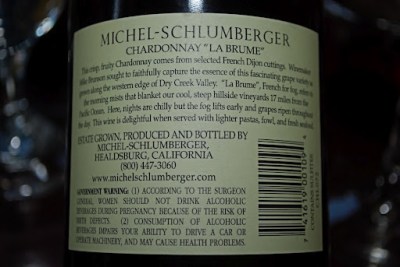 MICHEL-SCHLUMBERGER
CHARDONNAY "LA BRUME"
This crisp, fruity Chardonnay comes from selected French Dijon cuttings. Winemaker
Mike Brunson sought to faithfully capture the essence of this fascinating grape variety
grown along the western edge of Dry Creek Valley. "La Brume", French for fog, refers to
the morning mists that blanket our cool, steep hillside vineyards 17 miles from the
Pacific Ocean. Here, nights are chilly but the fog lifts early and grapes ripen throughout
the day. This wine is delightful when served with lighter pastas, fowl, and fresh seafood.
ESTATE GROWN, PRODUCED AND BOTTLED BY
MICHEL-SCHLUMBERGER,
HEALDSBURG, CALIFORNIA
(800) 447-3060
www.michelschlumberger.com
GOVERNMENT WARNING: (1) ACCORDING TO THE SURGEON
GENERAL, WOMEN SHOULD NOT DRINK ALCOHOLIC
BEVERAGES DURING PREGNANCY BECAUSE OF THE RISK OF
BIRTH DEFECTS. (2) CONSUMPTION OF ALCOHOLIC
BEVERAGES IMPAIRS YOUR ABILITY TO DRIVE A CAR OR
OPERATE MACHINERY, AND MAY CAUSE HEALTH PROBLEMS.
CONTAINS SULFITES